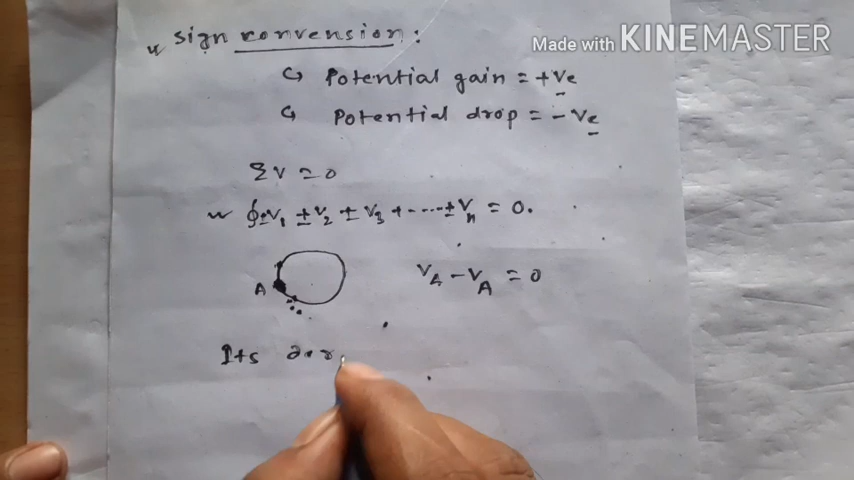 Made with KINEMASTER
sign convension:
Potential gain = +Ve
Potential drop = -Ve
ΣV = 0
∮ ± V₁ ± V₂ ± V₃ + ---- ± Vₙ = 0.
A
V_A - V_A = 0
Its